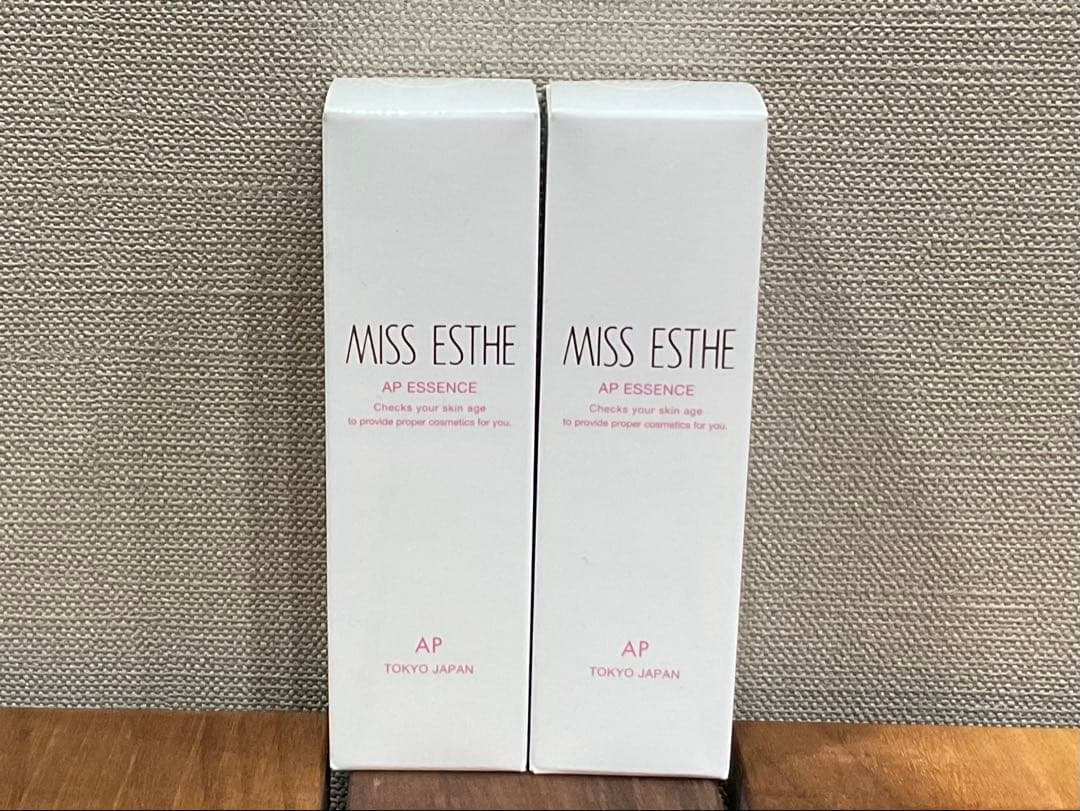 MISS ESTHE
AP ESSENCE
Checks your skin age
to provide proper cosmetics for you.
AP
TOKYO JAPAN
MISS ESTHE
AP ESSENCE
Checks your skin age
to provide proper cosmetics for you.
AP
TOKYO JAPAN